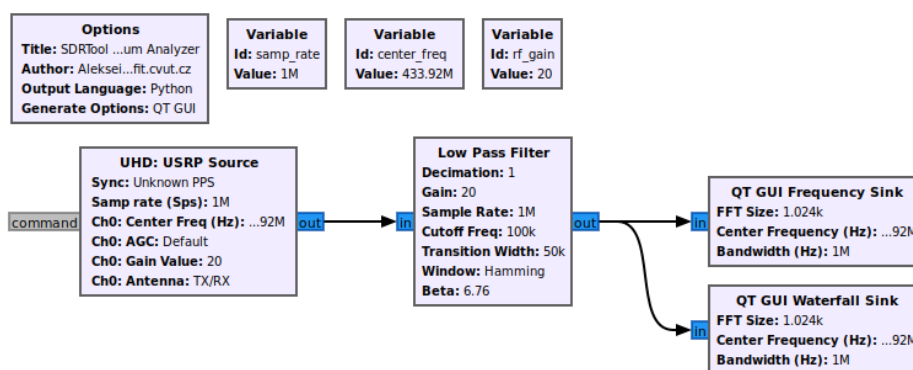 Options
Title: SDRTool ...um Analyzer
Author: Aleksei...fit.cvut.cz
Output Language: Python
Generate Options: QT GUI
Variable
Id: samp_rate
Value: 1M
Variable
Id: center_freq
Value: 433.92M
Variable
Id: rf_gain
Value: 20
command
UHD: USRP Source
Sync: Unknown PPS
Samp rate (Sps): 1M
Ch0: Center Freq (Hz): ...92M
Ch0: AGC: Default
Ch0: Gain Value: 20
Ch0: Antenna: TX/RX
out
in
Low Pass Filter
Decimation: 1
Gain: 20
Sample Rate: 1M
Cutoff Freq: 100k
Transition Width: 50k
Window: Hamming
Beta: 6.76
out
in
QT GUI Frequency Sink
FFT Size: 1.024k
Center Frequency (Hz): ...92M
Bandwidth (Hz): 1M
in
QT GUI Waterfall Sink
FFT Size: 1.024k
Center Frequency (Hz): ...92M
Bandwidth (Hz): 1M